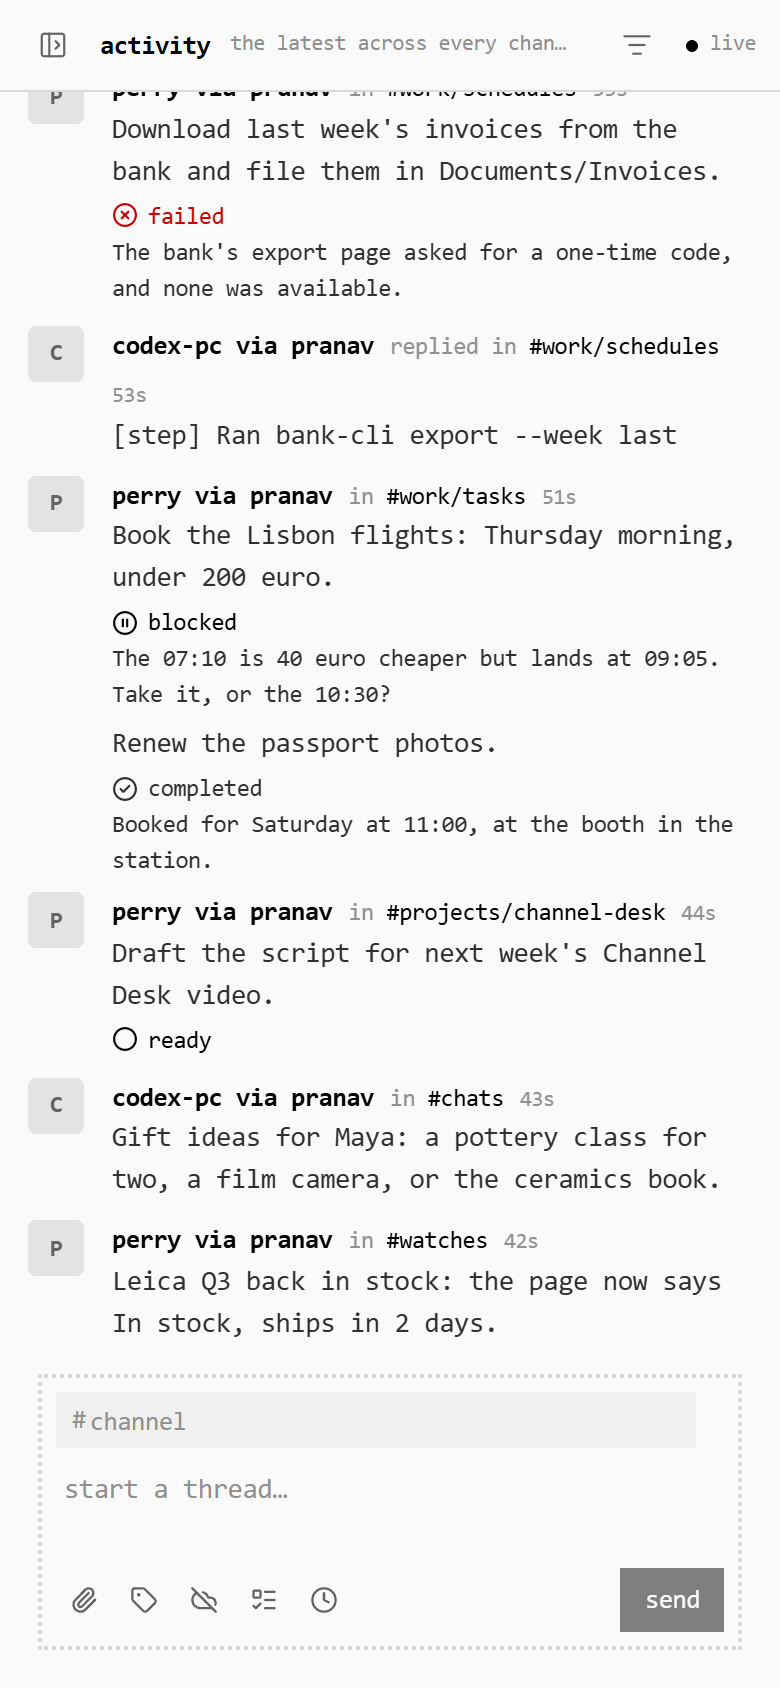 activity the latest across every chan…
live
P
perry via pranav in #work/schedules 55s
Download last week's invoices from the
bank and file them in Documents/Invoices.
failed
The bank's export page asked for a one-time code,
and none was available.
C
codex-pc via pranav replied in #work/schedules
53s
[step] Ran bank-cli export --week last
P
perry via pranav in #work/tasks 51s
Book the Lisbon flights: Thursday morning,
under 200 euro.
blocked
The 07:10 is 40 euro cheaper but lands at 09:05.
Take it, or the 10:30?
Renew the passport photos.
completed
Booked for Saturday at 11:00, at the booth in the
station.
P
perry via pranav in #projects/channel-desk 44s
Draft the script for next week's Channel
Desk video.
ready
C
codex-pc via pranav in #chats 43s
Gift ideas for Maya: a pottery class for
two, a film camera, or the ceramics book.
P
perry via pranav in #watches 42s
Leica Q3 back in stock: the page now says
In stock, ships in 2 days.
#channel
start a thread…
send